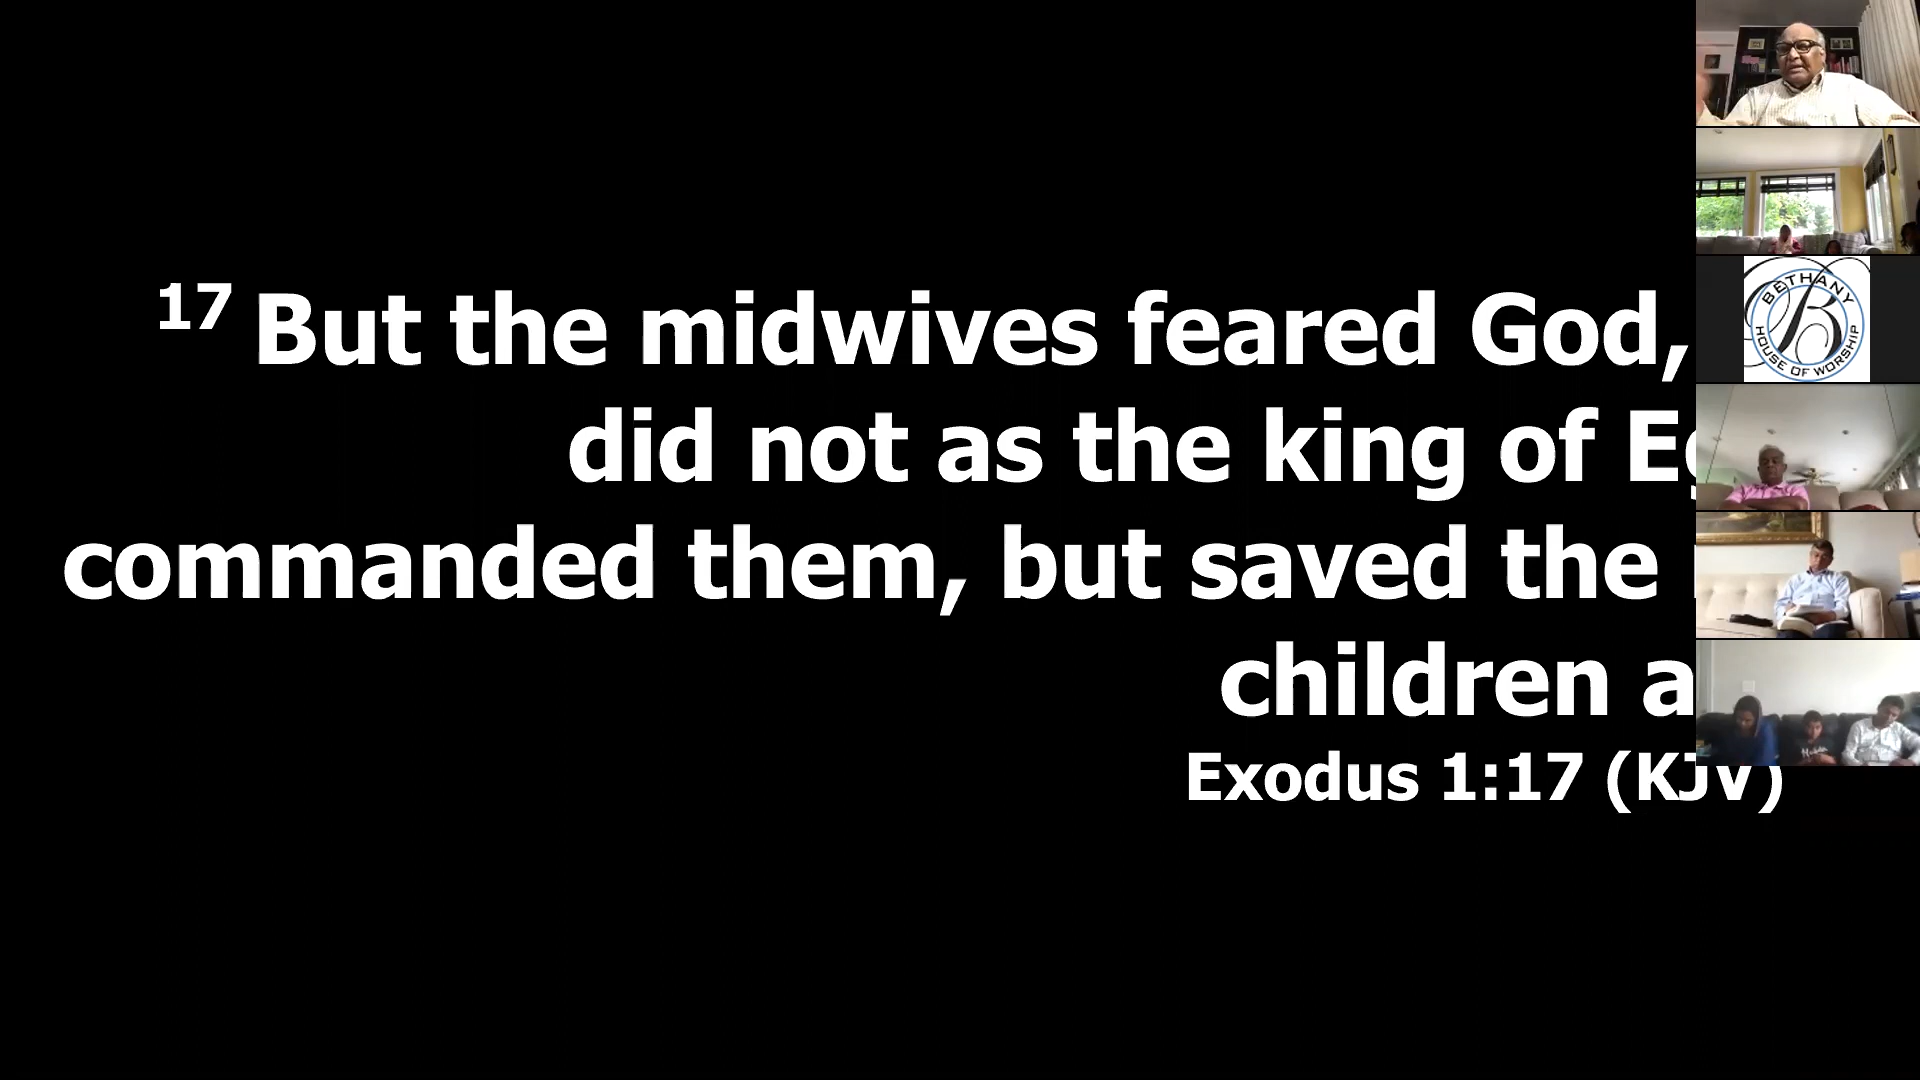 17 But the midwives feared God,
did not as the king of
commanded them, but saved the
children
Exodus 1:17 (KJV)
BETHANY
B
HOUSE OF WORSHIP